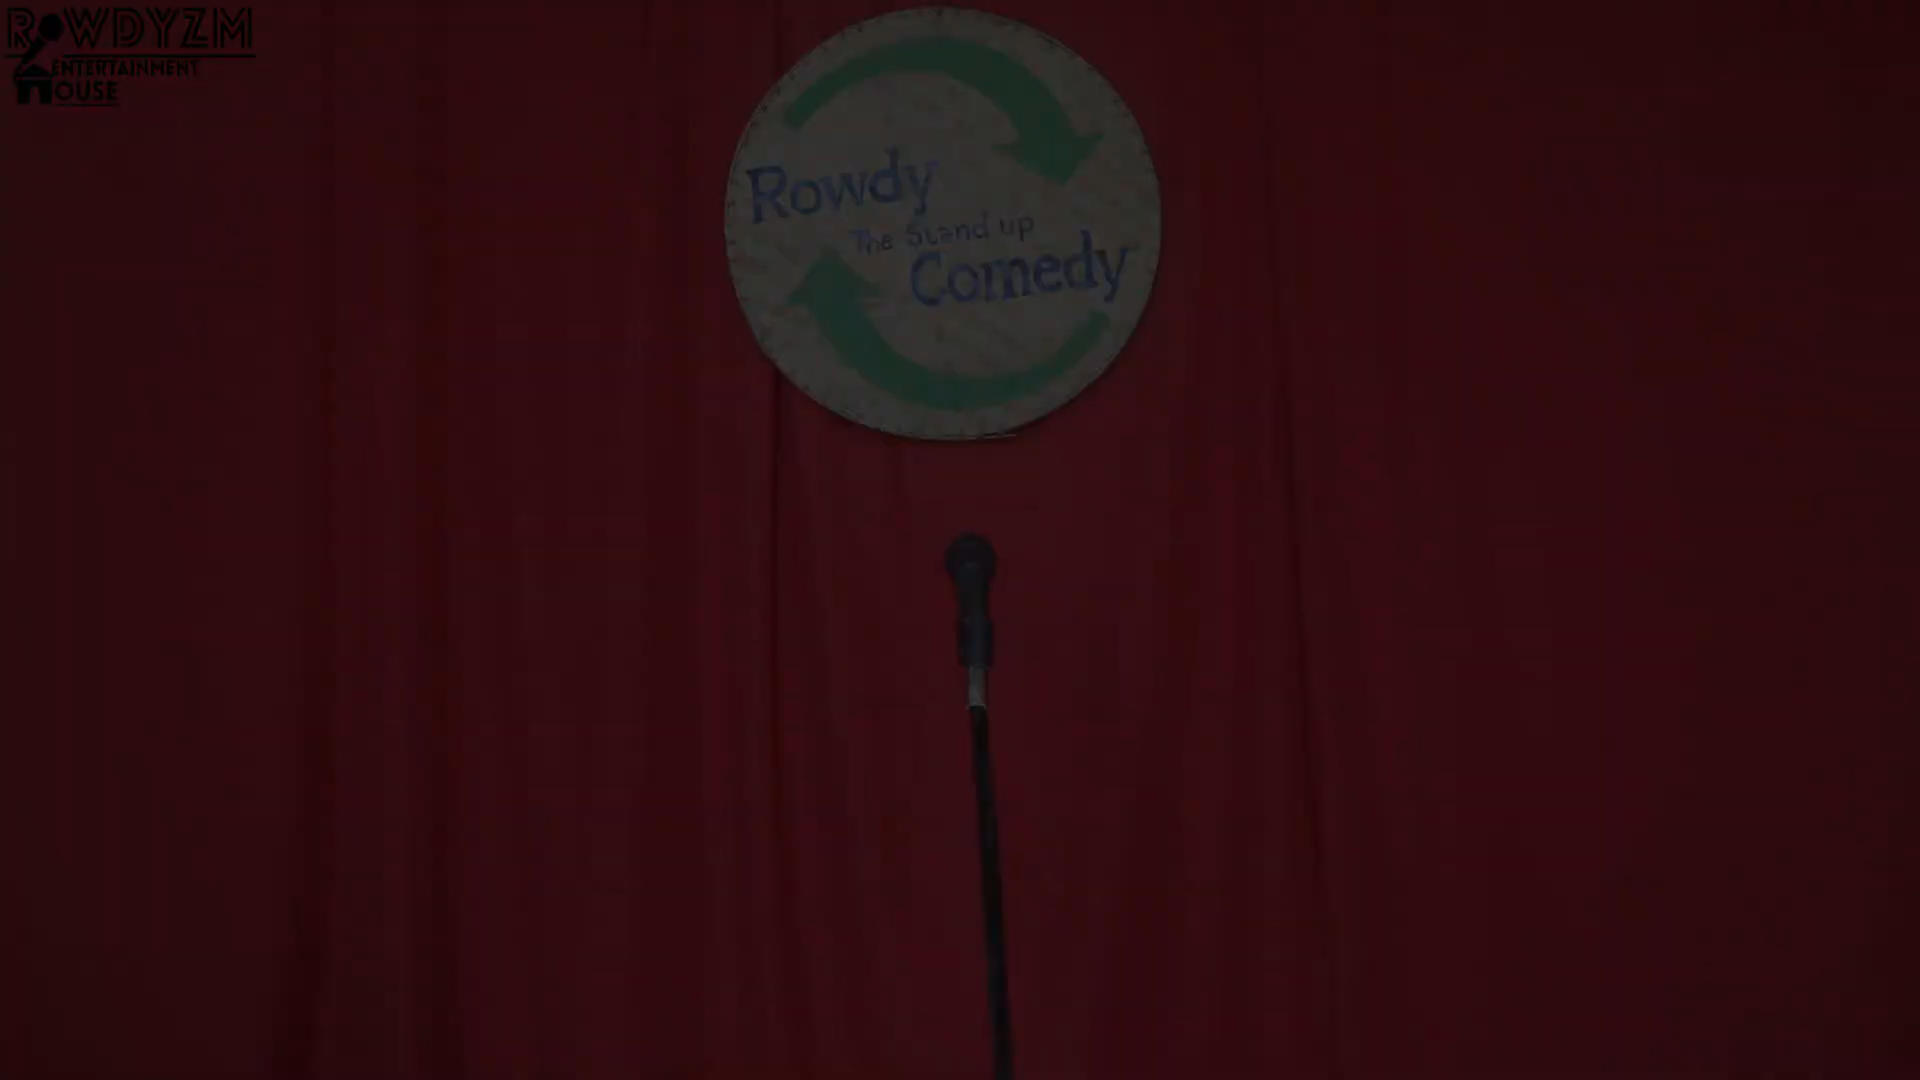 ROWDYZM
ENTERTAINMENT
HOUSE
Rowdy
The Stand up
Comedy